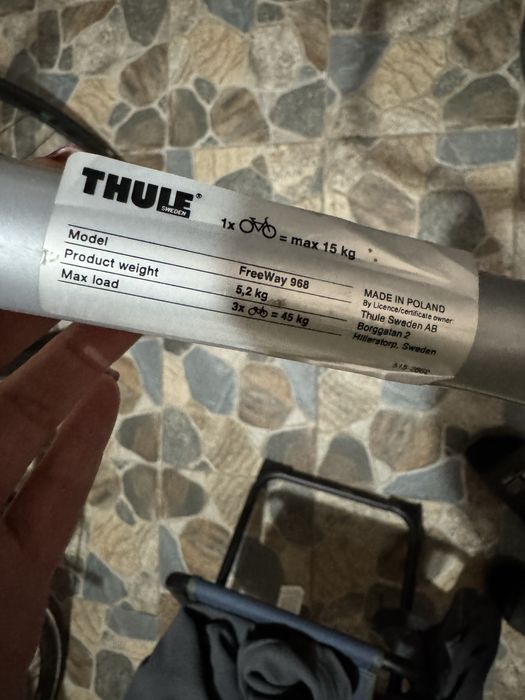 THULE®
SWEDEN
1x = max 15 kg
Model FreeWay 968
Product weight 5,2 kg
Max load 3x = 45 kg
MADE IN POLAND
By Licence/certificate owner:
Thule Sweden AB
Borggatan 2
Hillerstorp, Sweden